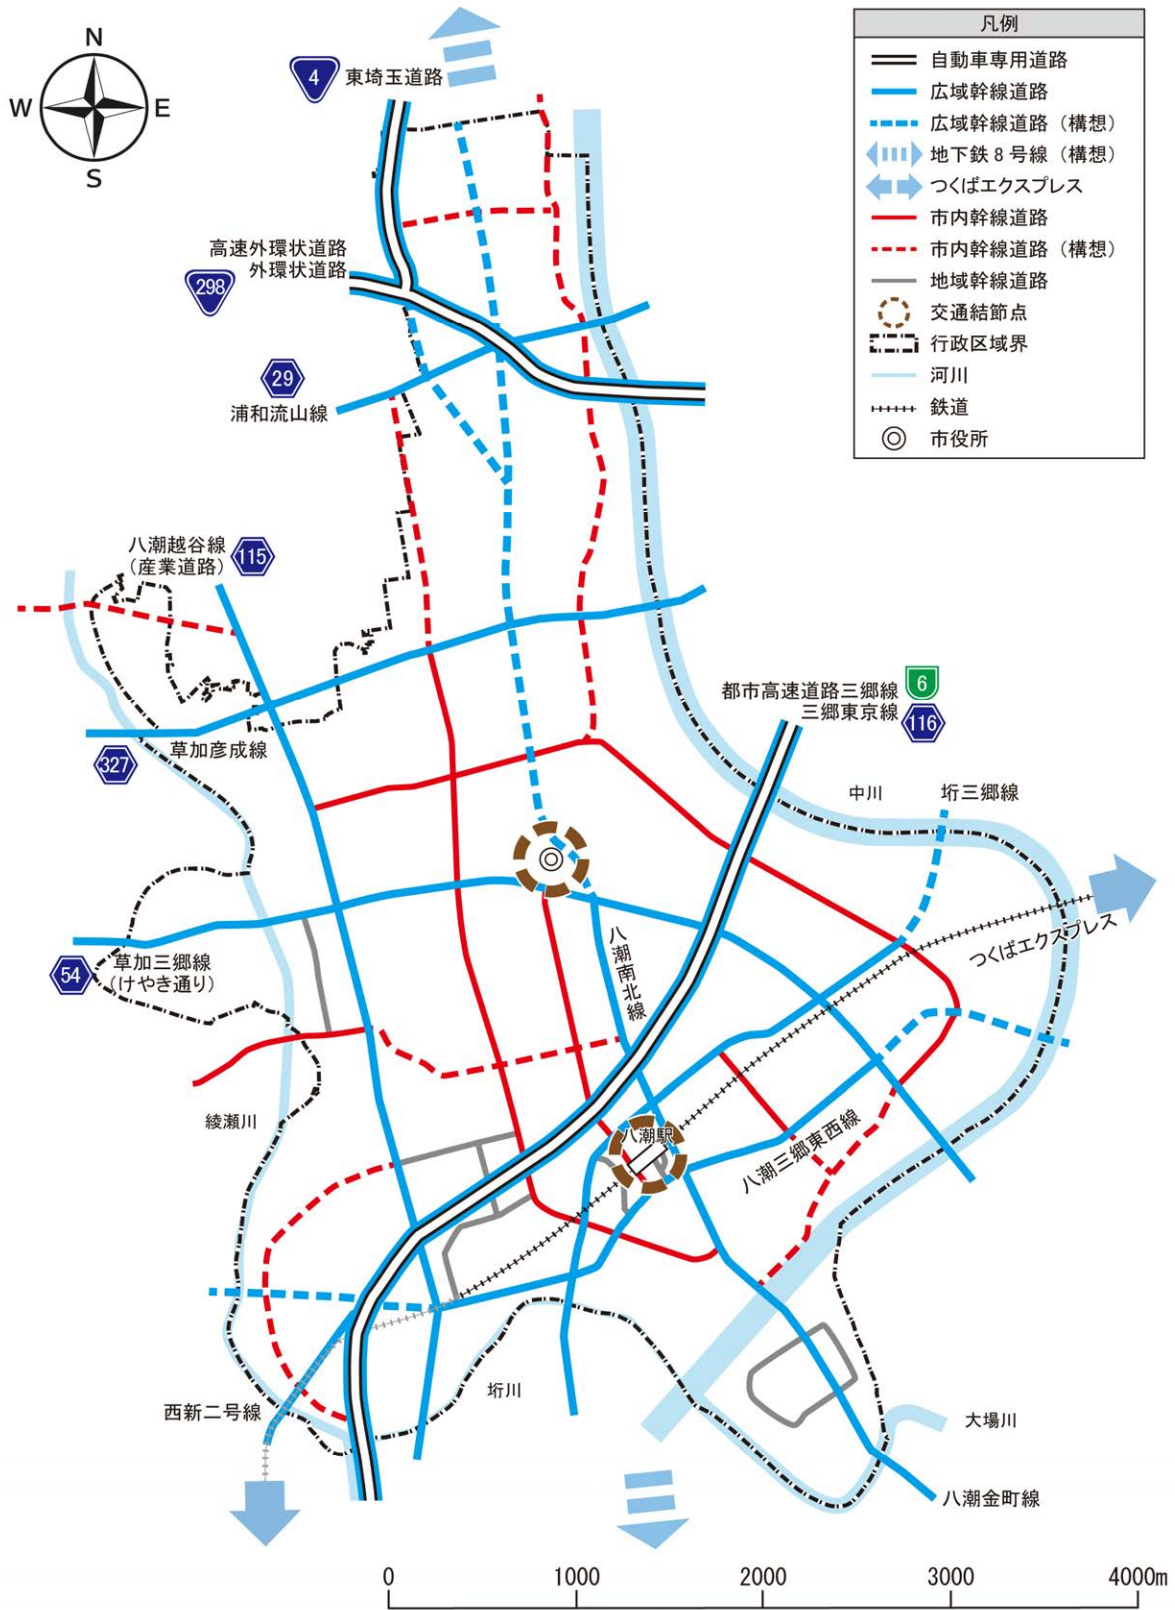 N
W
E
S
4
東埼玉道路
高速外環状道路
外環状道路
298
29
浦和流山線
八潮越谷線
(産業道路)
115
327
草加彦成線
都市高速道路三郷線
6
三郷東京線
116
中川
垳三郷線
つくばエクスプレス
54
草加三郷線
(けやき通り)
八潮南北線
綾瀬川
八潮駅
八潮三郷東西線
西新二号線
垳川
大場川
八潮金町線
凡例
自動車専用道路
広域幹線道路
広域幹線道路（構想）
地下鉄８号線（構想）
つくばエクスプレス
市内幹線道路
市内幹線道路（構想）
地域幹線道路
交通結節点
行政区域界
河川
鉄道
市役所
0 1000 2000 3000 4000m